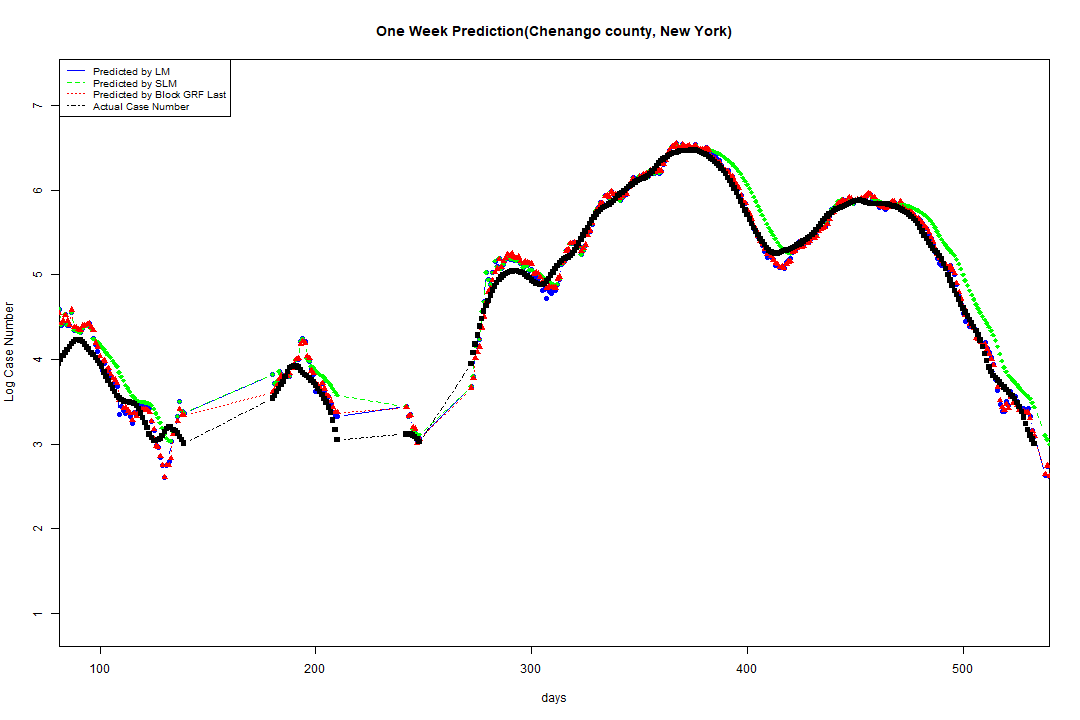 One Week Prediction(Chenango county, New York)
Predicted by LM
Predicted by SLM
Predicted by Block GRF Last
Actual Case Number
7
6
5
4
3
2
1
Log Case Number
100 200 300 400 500
days